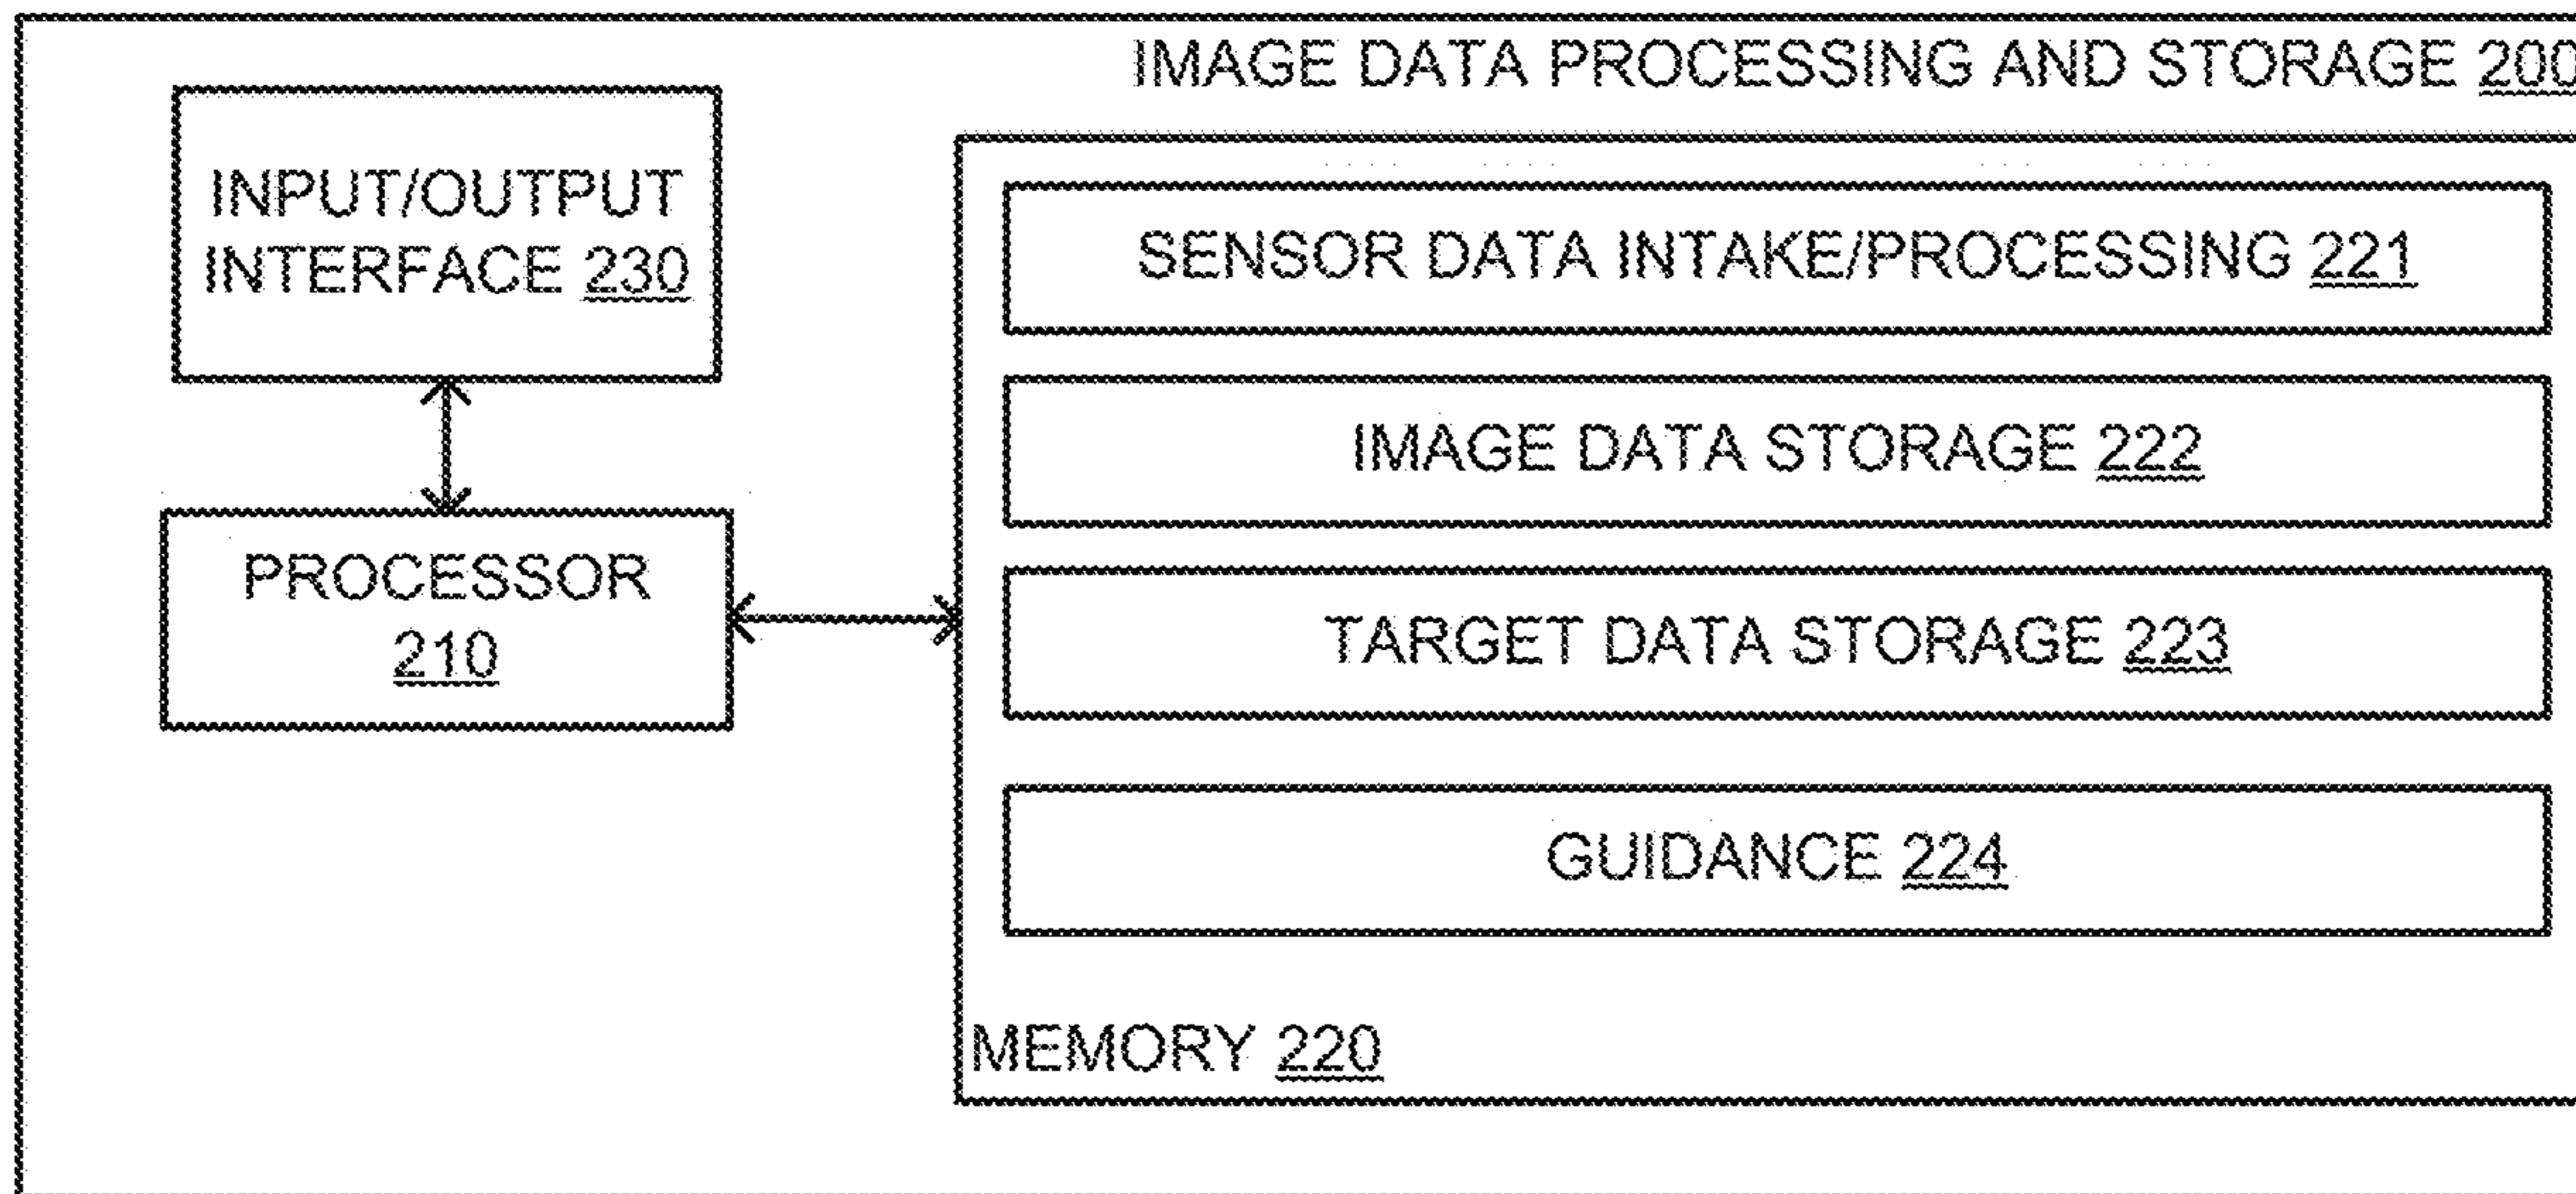 IMAGE DATA PROCESSING AND STORAGE 200
INPUT/OUTPUT
INTERFACE 230
PROCESSOR
210
SENSOR DATA INTAKE/PROCESSING 221
IMAGE DATA STORAGE 222
TARGET DATA STORAGE 223
GUIDANCE 224
MEMORY 220